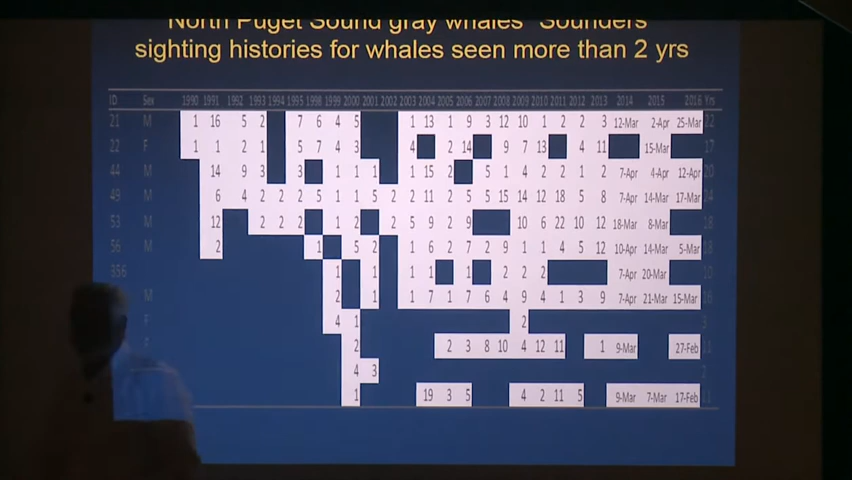 North Puget Sound gray whales "Sounders"
sighting histories for whales seen more than 2 yrs
ID Sex 1990 1991 1992 1993 1994 1995 1998 1999 2000 2001 2002 2003 2004 2005 2006 2007 2008 2009 2010 2011 2012 2013 2014 2015 2016 Yrs
21 M 1 16 5 2 7 6 4 5 1 13 1 9 3 12 10 1 2 2 3 12-Mar 2-Apr 25-Mar 22
22 F 1 1 2 1 5 7 4 3 4 2 14 9 7 13 4 11 15-Mar 17
44 M 14 9 3 3 1 1 1 1 15 2 5 1 4 2 2 1 7-Apr 4-Apr 12-Apr 20
49 M 6 4 2 2 2 5 1 1 5 2 2 11 2 5 5 15 14 12 18 5 8 7-Apr 14-Mar 17-Mar 24
53 M 12 2 2 2 1 2 2 5 9 2 9 10 6 22 10 12 18-Mar 8-Mar 18
56 M 2 1 5 2 1 6 2 7 2 9 1 1 4 5 12 10-Apr 14-Mar 5-Mar 18
356 1 1 1 1 1 2 2 2 7-Apr 20-Mar 10
M 2 1 1 7 1 7 6 4 9 4 1 3 9 7-Apr 21-Mar 15-Mar 16
F 4 1 2 3
F 2 2 3 8 10 4 12 11 1 9-Mar 27-Feb 11
4 3 2
1 19 3 5 4 2 11 5 9-Mar 7-Mar 17-Feb 11